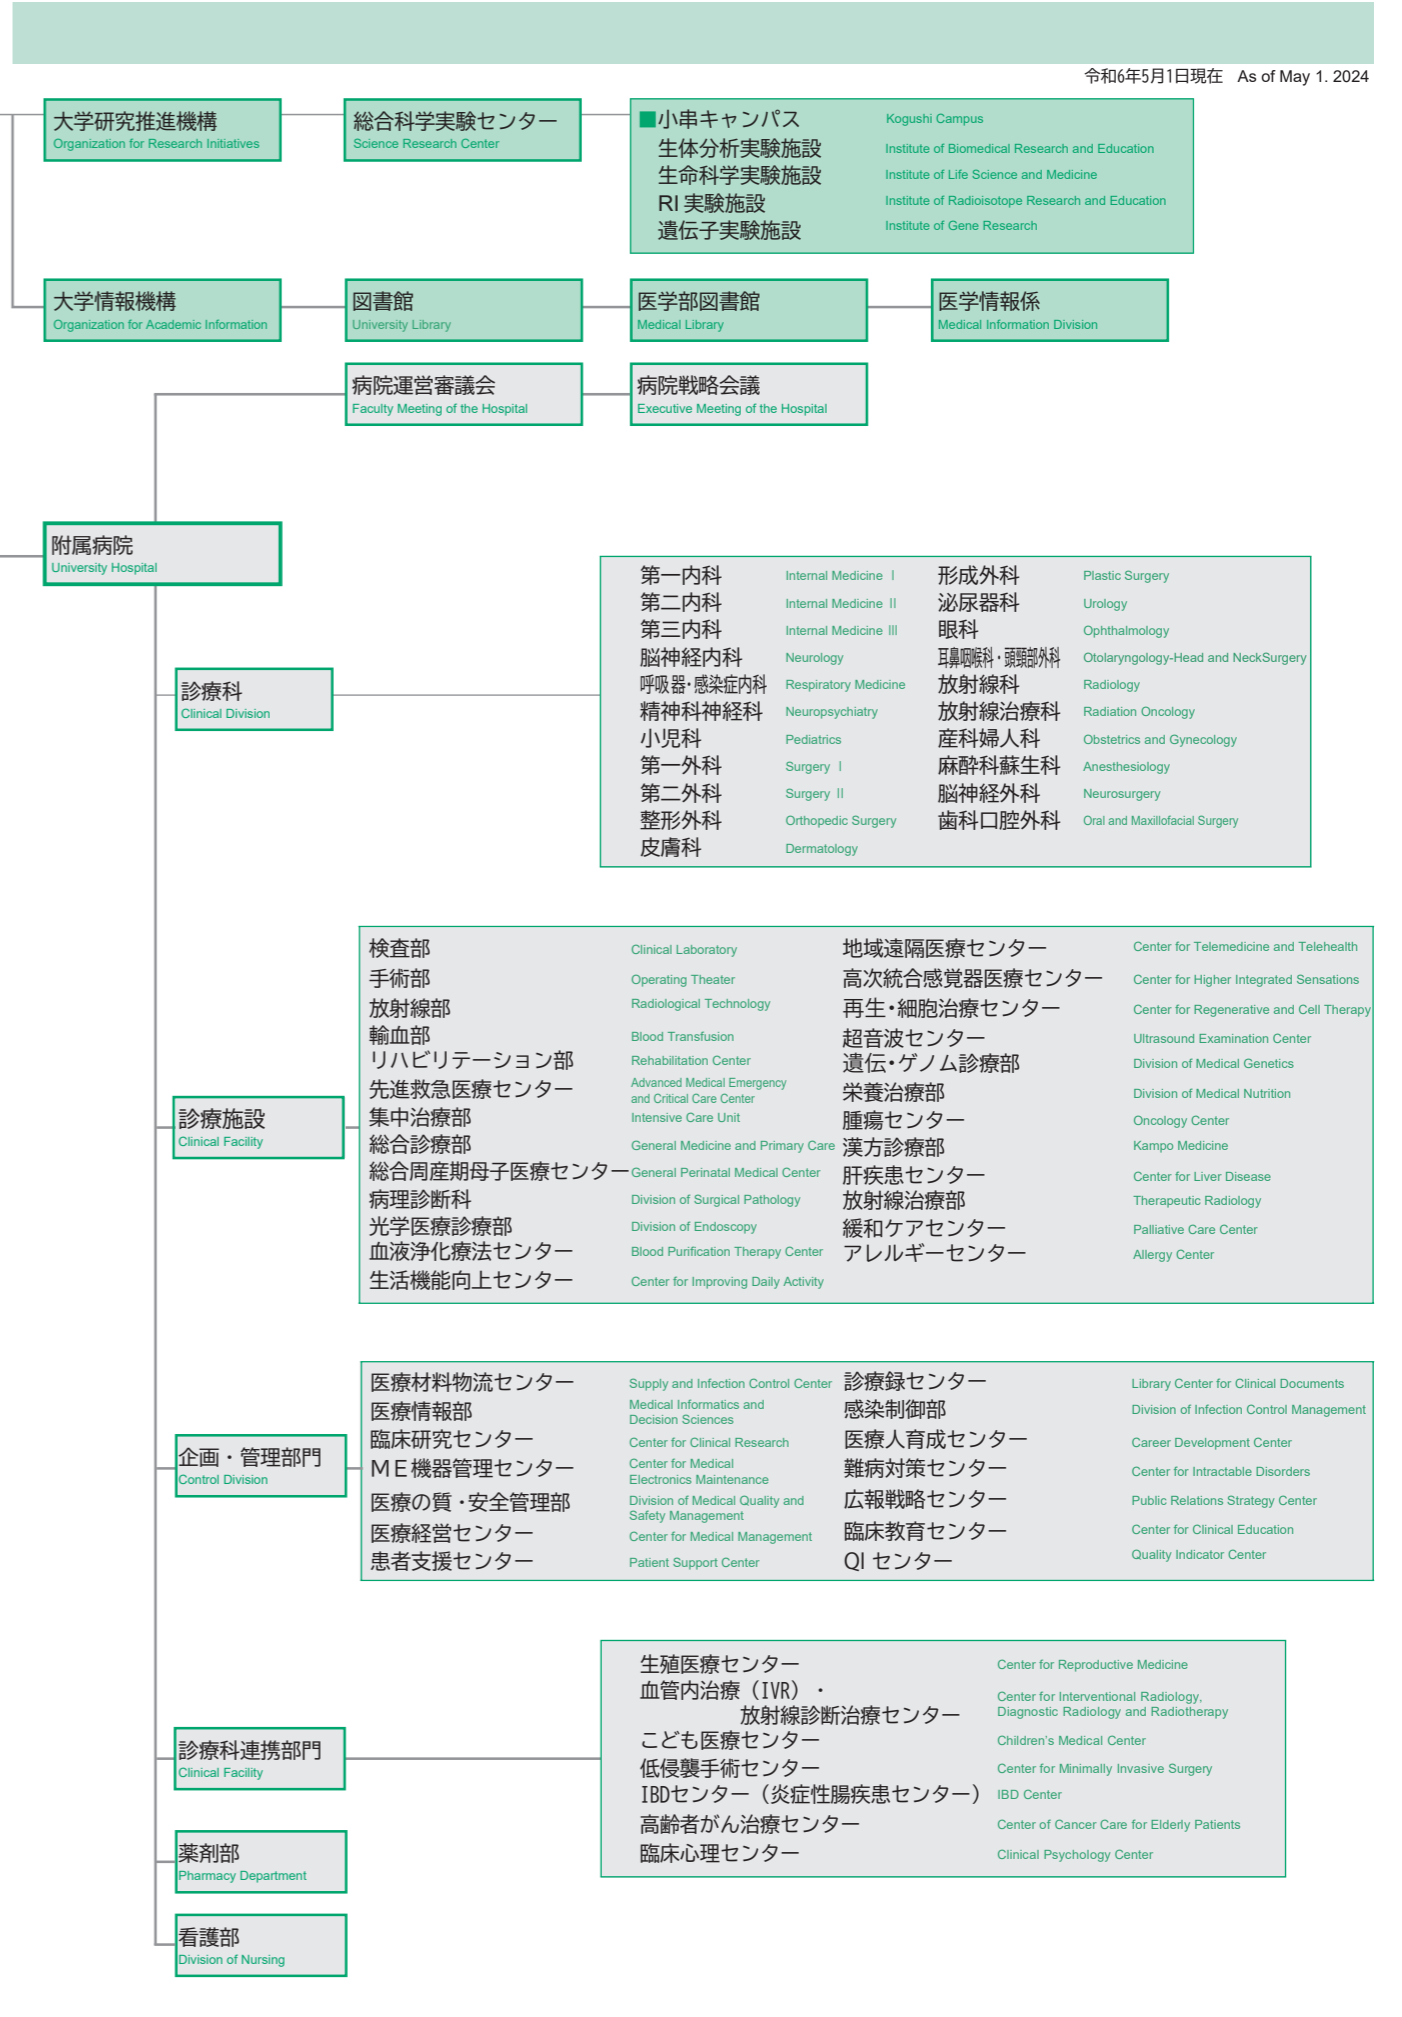 令和6年5月1日現在 As of May 1. 2024
大学研究推進機構
Organization for Research Initiatives
総合科学実験センター
Science Research Center
■小串キャンパス Kogushi Campus
生体分析実験施設 Institute of Biomedical Research and Education
生命科学実験施設 Institute of Life Science and Medicine
RI 実験施設 Institute of Radioisotope Research and Education
遺伝子実験施設 Institute of Gene Research
大学情報機構
Organization for Academic Information
図書館
University Library
医学部図書館
Medical Library
医学情報係
Medical Information Division
病院運営審議会
Faculty Meeting of the Hospital
病院戦略会議
Executive Meeting of the Hospital
附属病院
University Hospital
診療科
Clinical Division
第一内科 Internal Medicine Ⅰ
第二内科 Internal Medicine Ⅱ
第三内科 Internal Medicine Ⅲ
脳神経内科 Neurology
呼吸器・感染症内科 Respiratory Medicine
精神科神経科 Neuropsychiatry
小児科 Pediatrics
第一外科 Surgery Ⅰ
第二外科 Surgery Ⅱ
整形外科 Orthopedic Surgery
皮膚科 Dermatology
形成外科 Plastic Surgery
泌尿器科 Urology
眼科 Ophthalmology
耳鼻咽喉科・頭頸部外科 Otolaryngology-Head and NeckSurgery
放射線科 Radiology
放射線治療科 Radiation Oncology
産科婦人科 Obstetrics and Gynecology
麻酔科蘇生科 Anesthesiology
脳神経外科 Neurosurgery
歯科口腔外科 Oral and Maxillofacial Surgery
診療施設
Clinical Facility
検査部 Clinical Laboratory
手術部 Operating Theater
放射線部 Radiological Technology
輸血部 Blood Transfusion
リハビリテーション部 Rehabilitation Center
先進救急医療センター Advanced Medical Emergency
and Critical Care Center
集中治療部 Intensive Care Unit
総合診療部 General Medicine and Primary Care
総合周産期母子医療センター General Perinatal Medical Center
病理診断科 Division of Surgical Pathology
光学医療診療部 Division of Endoscopy
血液浄化療法センター Blood Purification Therapy Center
生活機能向上センター Center for Improving Daily Activity
地域遠隔医療センター Center for Telemedicine and Telehealth
高次統合感覚器医療センター Center for Higher Integrated Sensations
再生・細胞治療センター Center for Regenerative and Cell Therapy
超音波センター Ultrasound Examination Center
遺伝・ゲノム診療部 Division of Medical Genetics
栄養治療部 Division of Medical Nutrition
腫瘍センター Oncology Center
漢方診療部 Kampo Medicine
肝疾患センター Center for Liver Disease
放射線治療部 Therapeutic Radiology
緩和ケアセンター Palliative Care Center
アレルギーセンター Allergy Center
企画・管理部門
Control Division
医療材料物流センター Supply and Infection Control Center
医療情報部 Medical Informatics and
Decision Sciences
臨床研究センター Center for Clinical Research
ＭＥ機器管理センター Center for Medical
Electronics Maintenance
医療の質・安全管理部 Division of Medical Quality and
Safety Management
医療経営センター Center for Medical Management
患者支援センター Patient Support Center
診療録センター Library Center for Clinical Documents
感染制御部 Division of Infection Control Management
医療人育成センター Career Development Center
難病対策センター Center for Intractable Disorders
広報戦略センター Public Relations Strategy Center
臨床教育センター Center for Clinical Education
QI センター Quality Indicator Center
診療科連携部門
Clinical Facility
生殖医療センター Center for Reproductive Medicine
血管内治療（IVR）・ Center for Interventional Radiology,
放射線診断治療センター Diagnostic Radiology and Radiotherapy
こども医療センター Children's Medical Center
低侵襲手術センター Center for Minimally Invasive Surgery
IBDセンター（炎症性腸疾患センター） IBD Center
高齢者がん治療センター Center of Cancer Care for Elderly Patients
臨床心理センター Clinical Psychology Center
薬剤部
Pharmacy Department
看護部
Division of Nursing